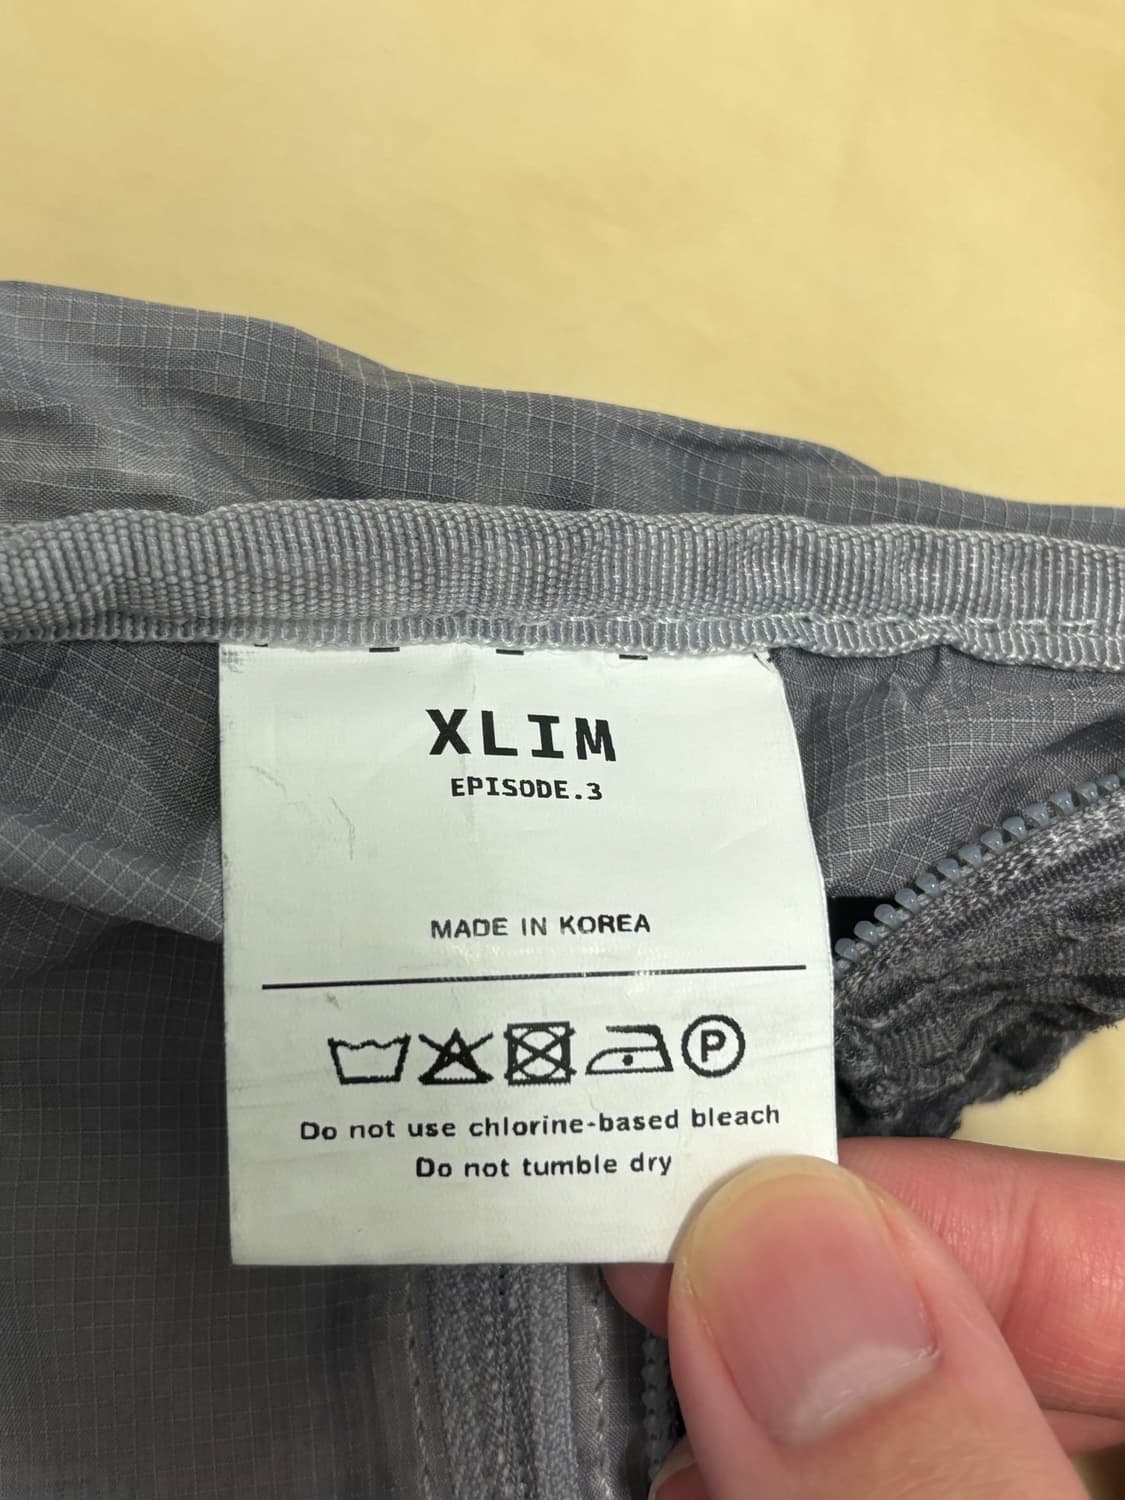 XLIM
EPISODE.3
MADE IN KOREA
P
Do not use chlorine-based bleach
Do not tumble dry